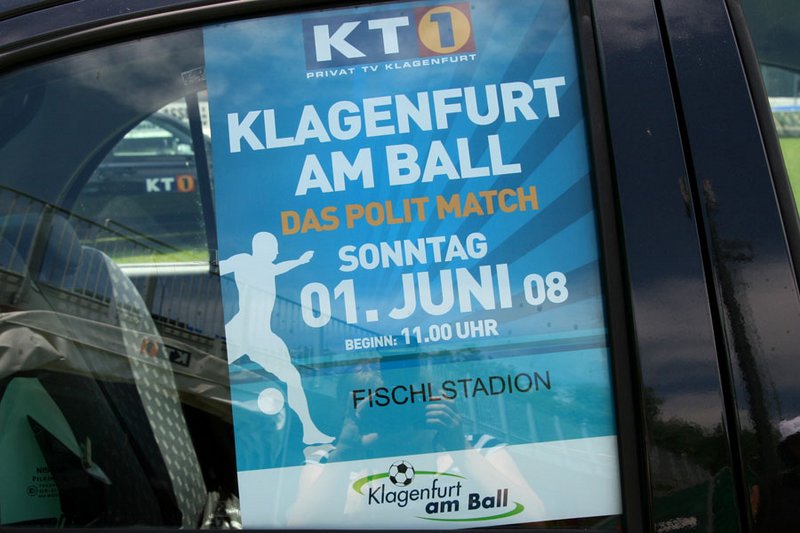 KT1
PRIVAT TV KLAGENFURT
KLAGENFURT
AM BALL
DAS POLIT MATCH
SONNTAG
01. JUNI 08
BEGINN: 11.00 UHR
FISCHLSTADION
Klagenfurt
am Ball
KT1